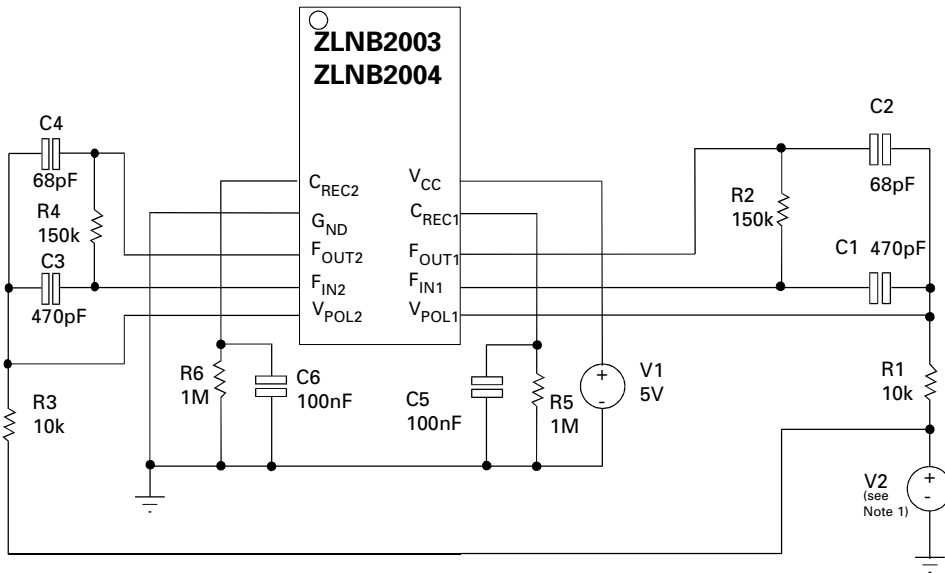 ZLNB2003
ZLNB2004
C4
68pF
R4
150k
C3
470pF
R3
10k
CREC2
GND
FOUT2
FIN2
VPOL2
VCC
CREC1
FOUT1
FIN1
VPOL1
R6
1M
C6
100nF
C5
100nF
R5
1M
+
-
V1
5V
C2
68pF
R2
150k
C1 470pF
R1
10k
V2
(see
Note 1)
+
-